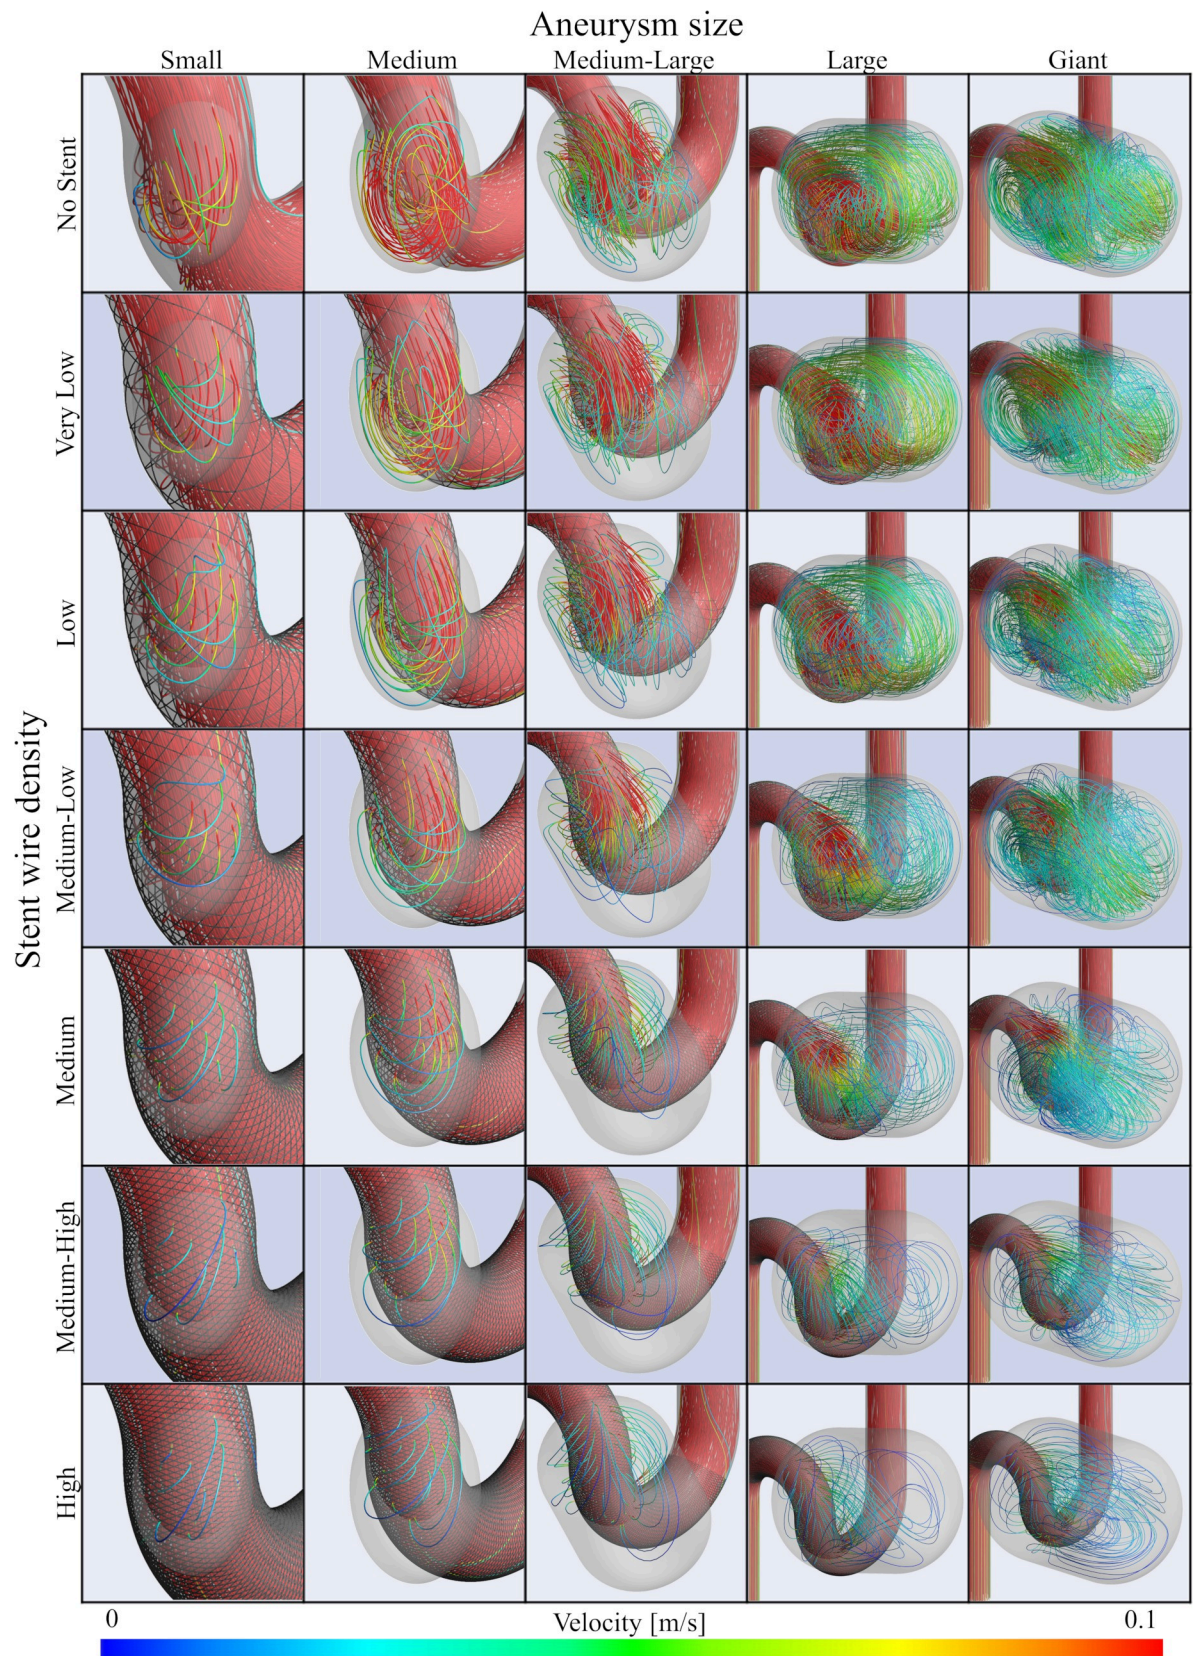 Aneurysm size
Small Medium Medium-Large Large Giant
Stent wire density
No Stent
Very Low
Low
Medium-Low
Medium
Medium-High
High
0 Velocity [m/s] 0.1